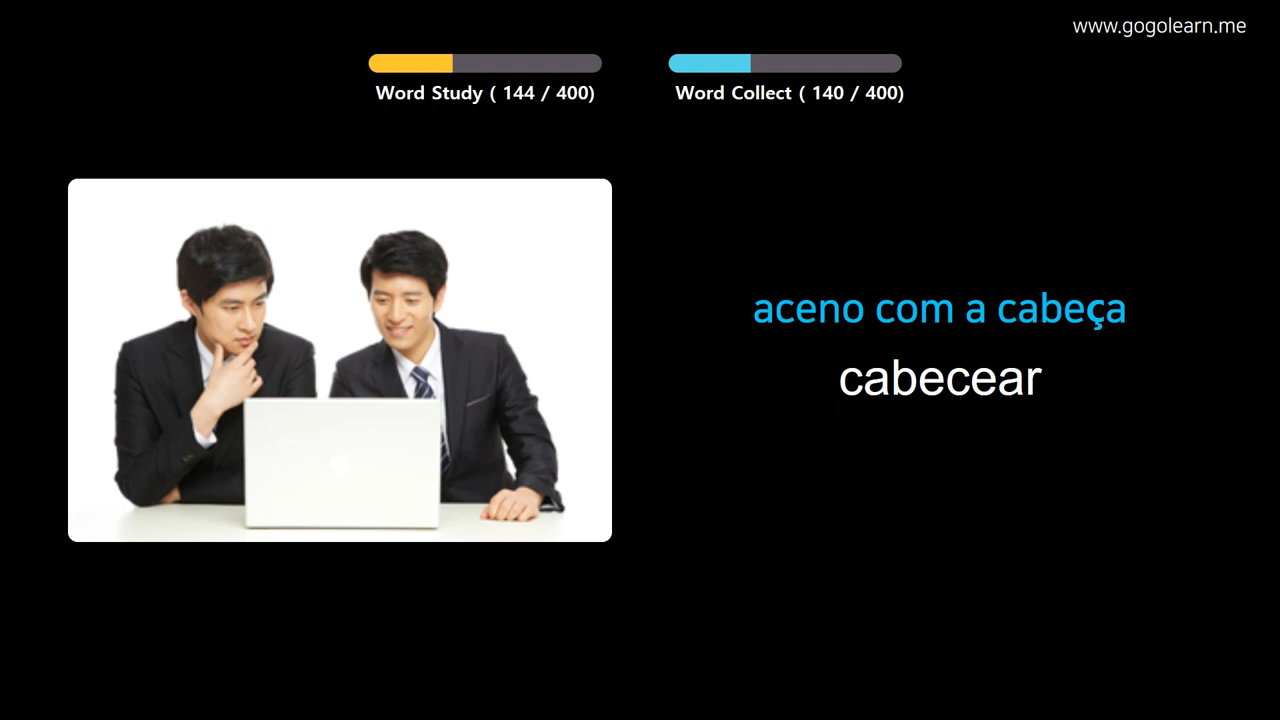 www.gogolearn.me
Word Study ( 144 / 400)
Word Collect ( 140 / 400)
aceno com a cabeça
cabecear